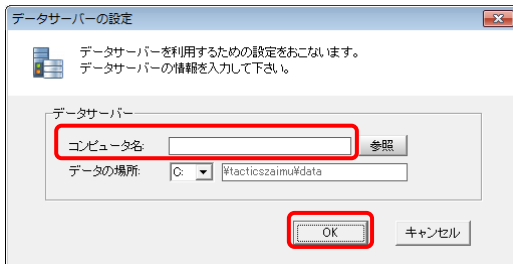 データサーバーの設定
データサーバーを利用するための設定をおこないます。
データサーバーの情報を入力して下さい。
データサーバー
コンピュータ名: 参照
データの場所: C: ¥tacticszaimu¥data
OK キャンセル